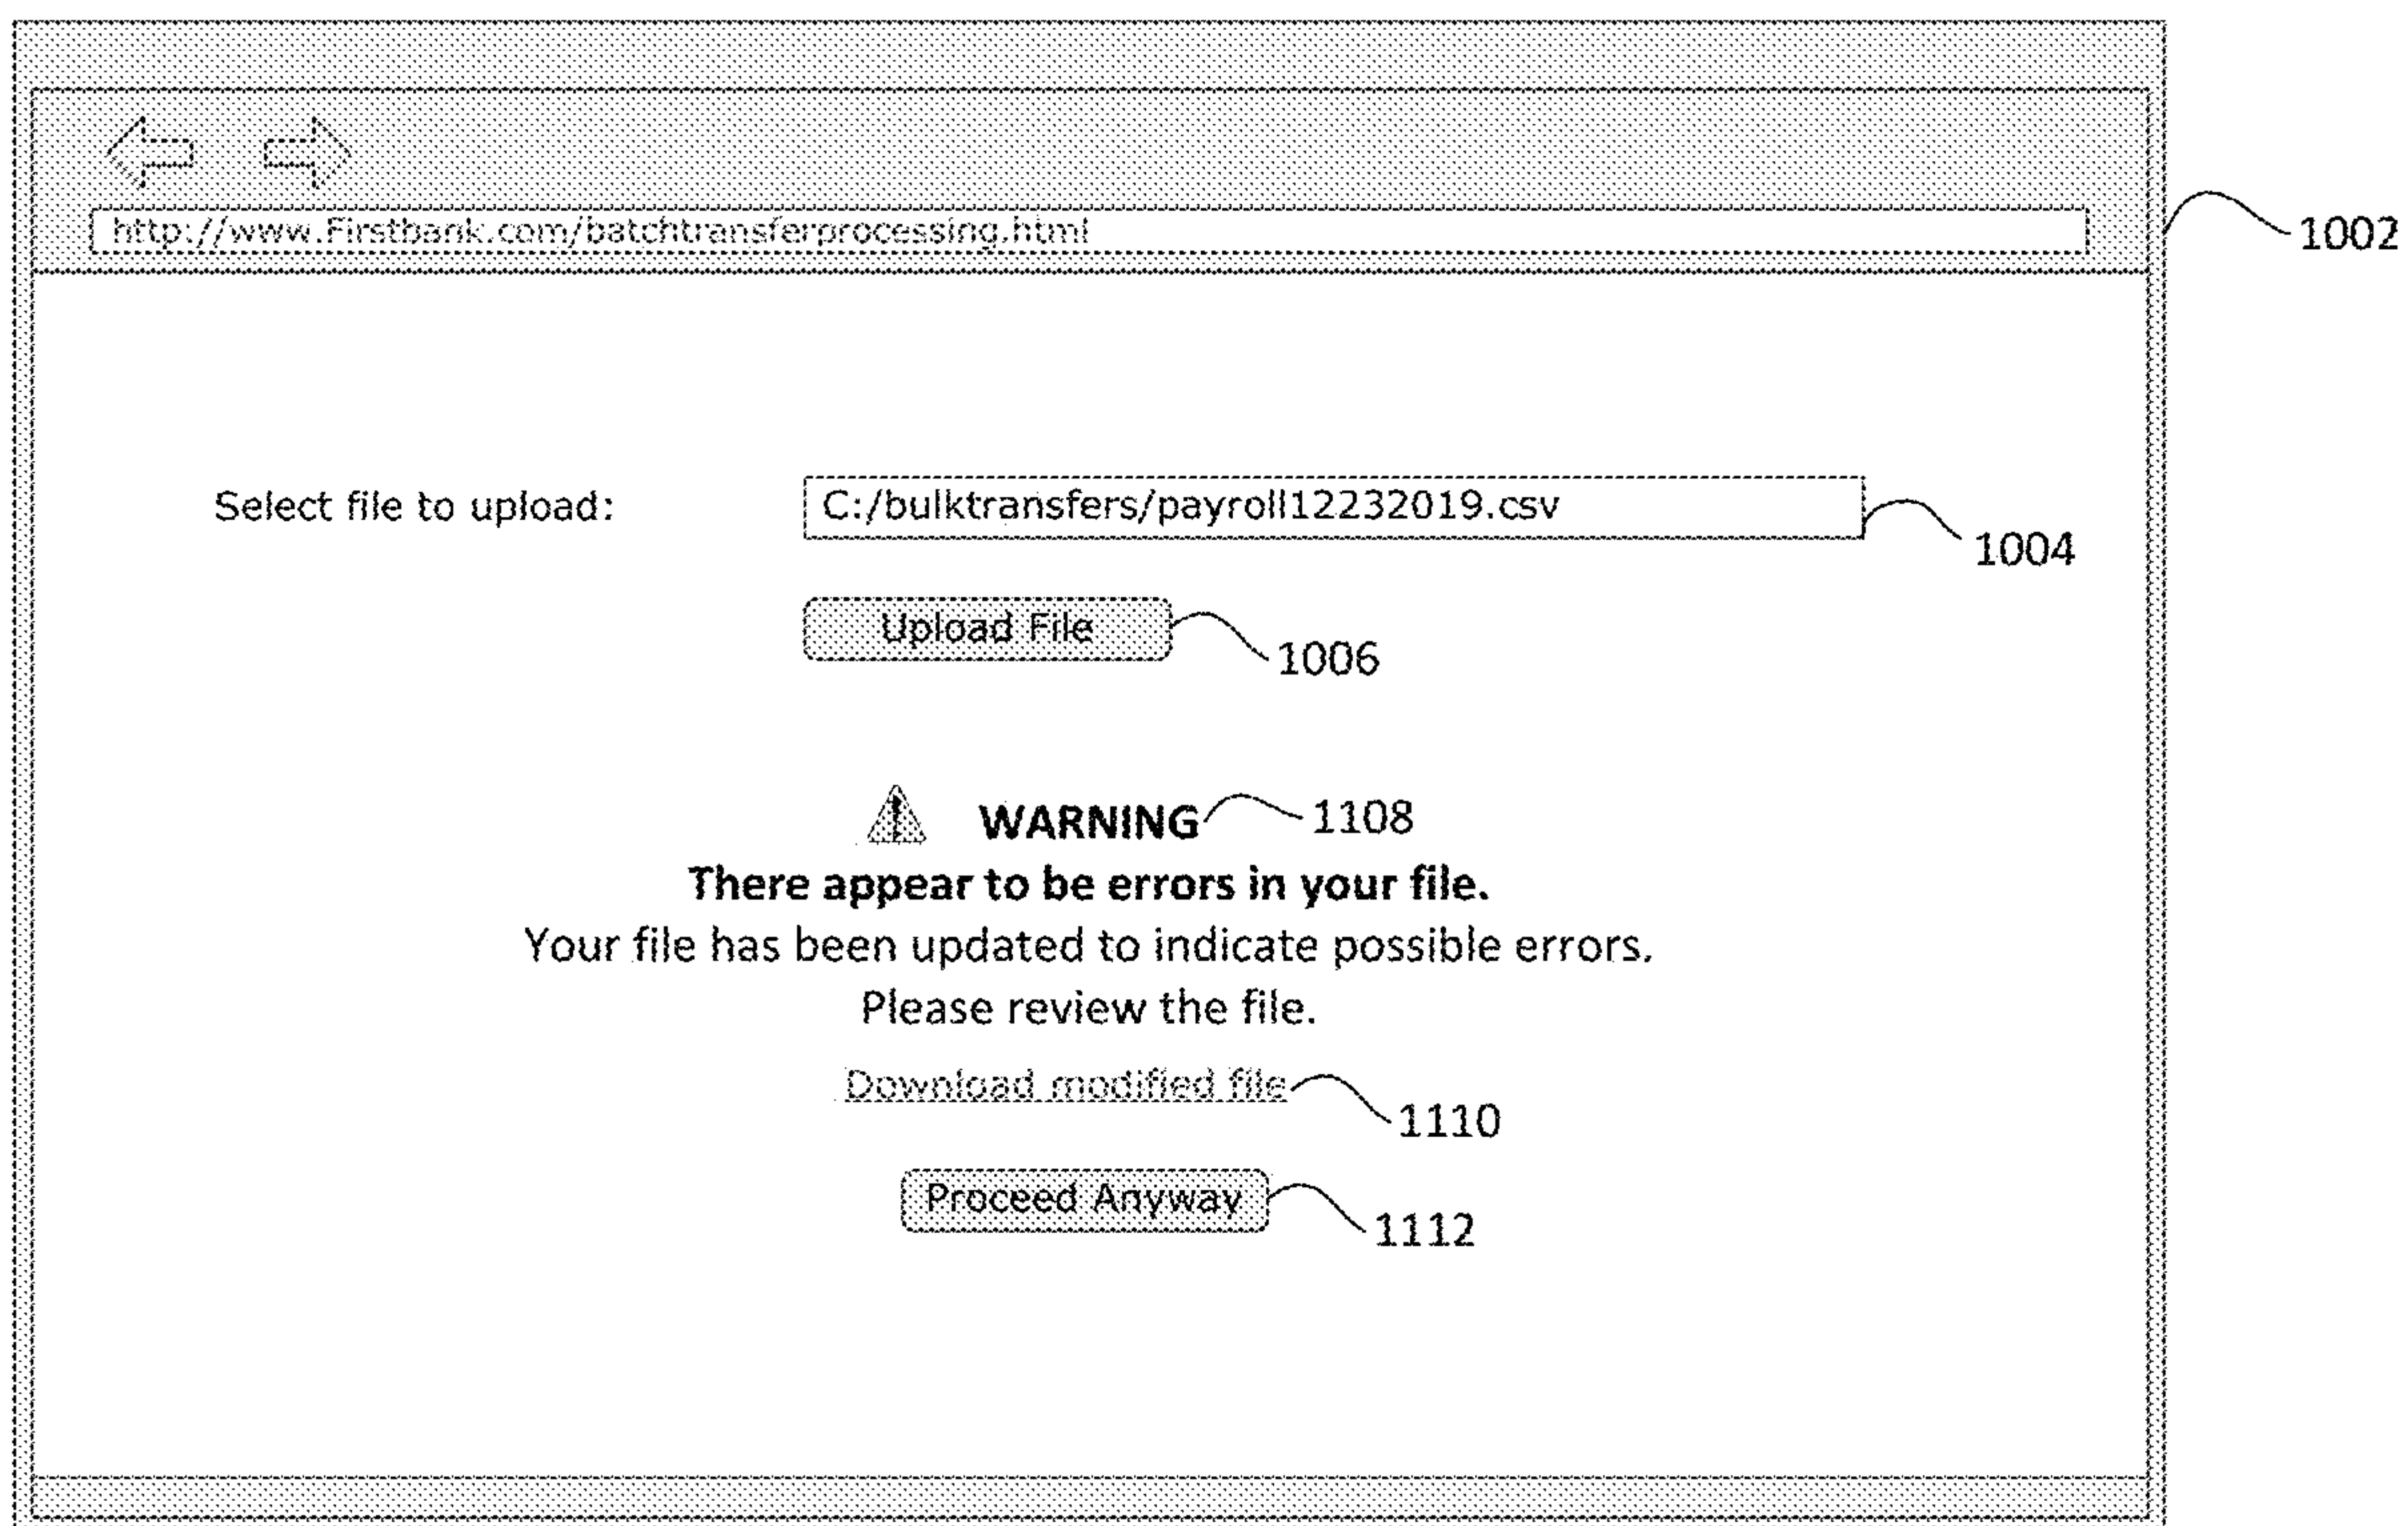 http://www.Firstbank.com/batchtransferprocessing.html
1002
Select file to upload: C:/bulktransfers/payroll12232019.csv
1004
Upload File
1006
WARNING 1108
There appear to be errors in your file.
Your file has been updated to indicate possible errors.
Please review the file.
Download modified file
1110
Proceed Anyway
1112